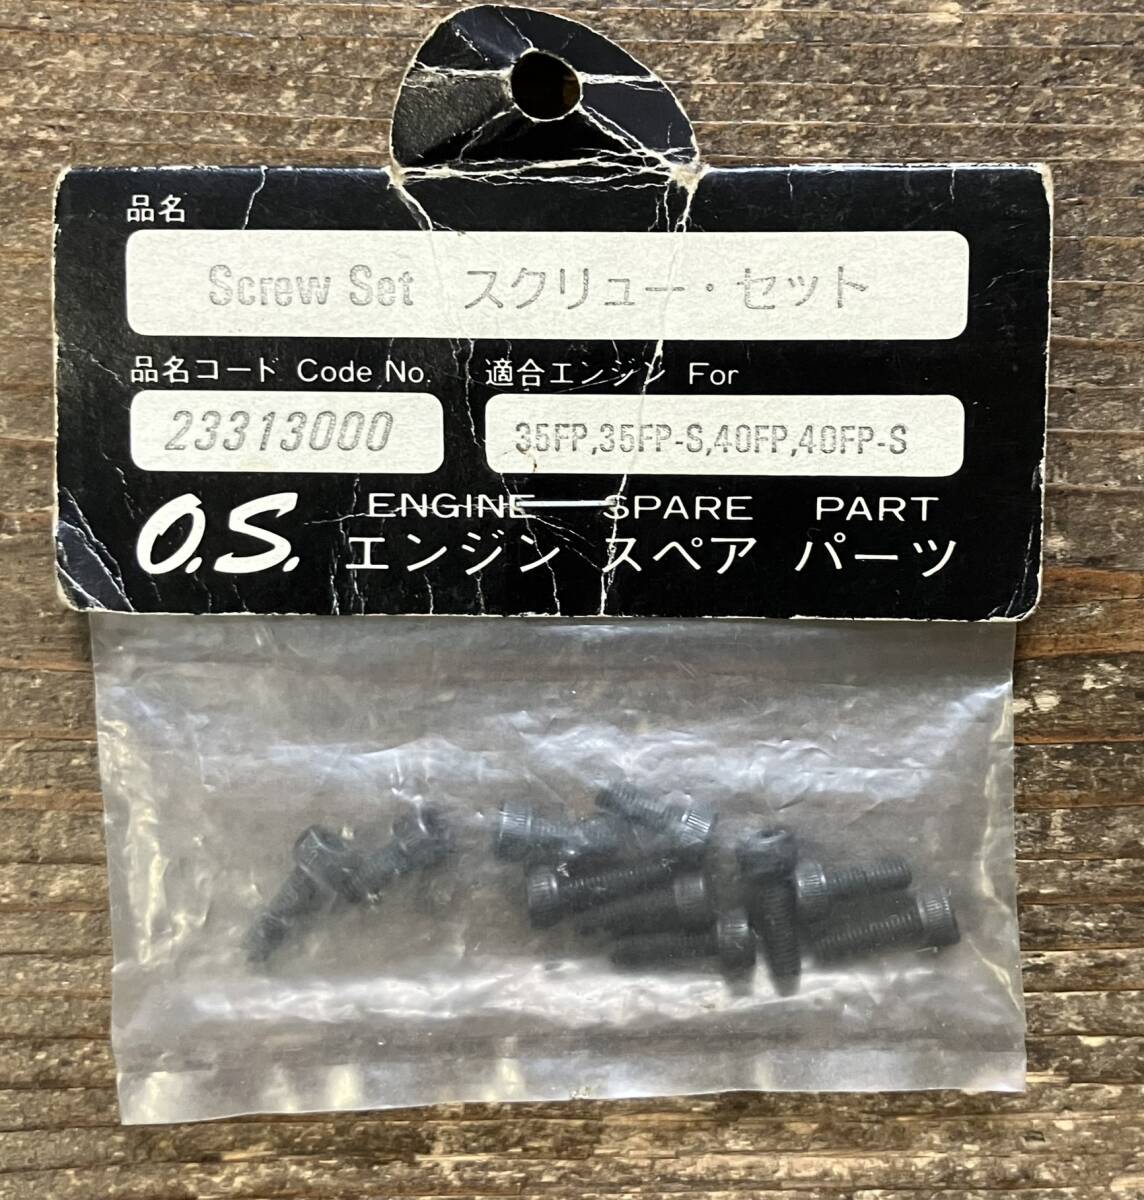 品名
Screw Set スクリュー・セット
品名コード Code No. 適合エンジン For
23313000 35FP,35FP-S,40FP,40FP-S
O.S. ENGINE SPARE PART
エンジン スペア パーツ